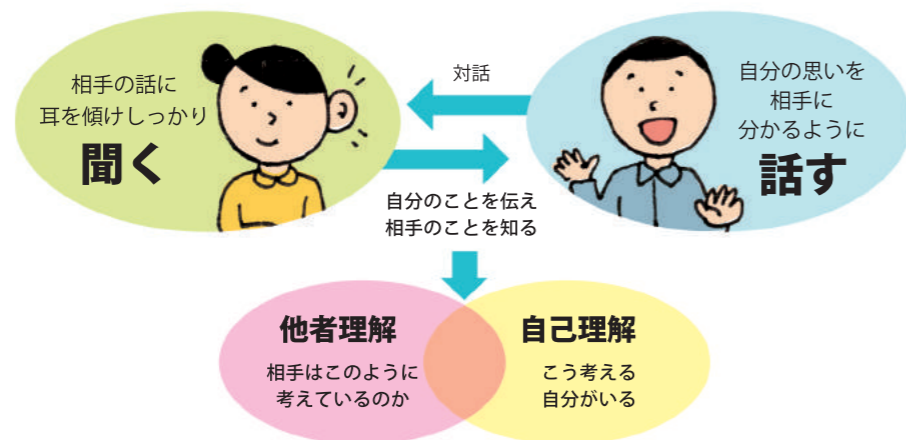 相手の話に
耳を傾けしっかり
聞く
対話
自分の思いを
相手に
分かるように
話す
自分のことを伝え
相手のことを知る
他者理解
相手はこのように
考えているのか
自己理解
こう考える
自分がいる